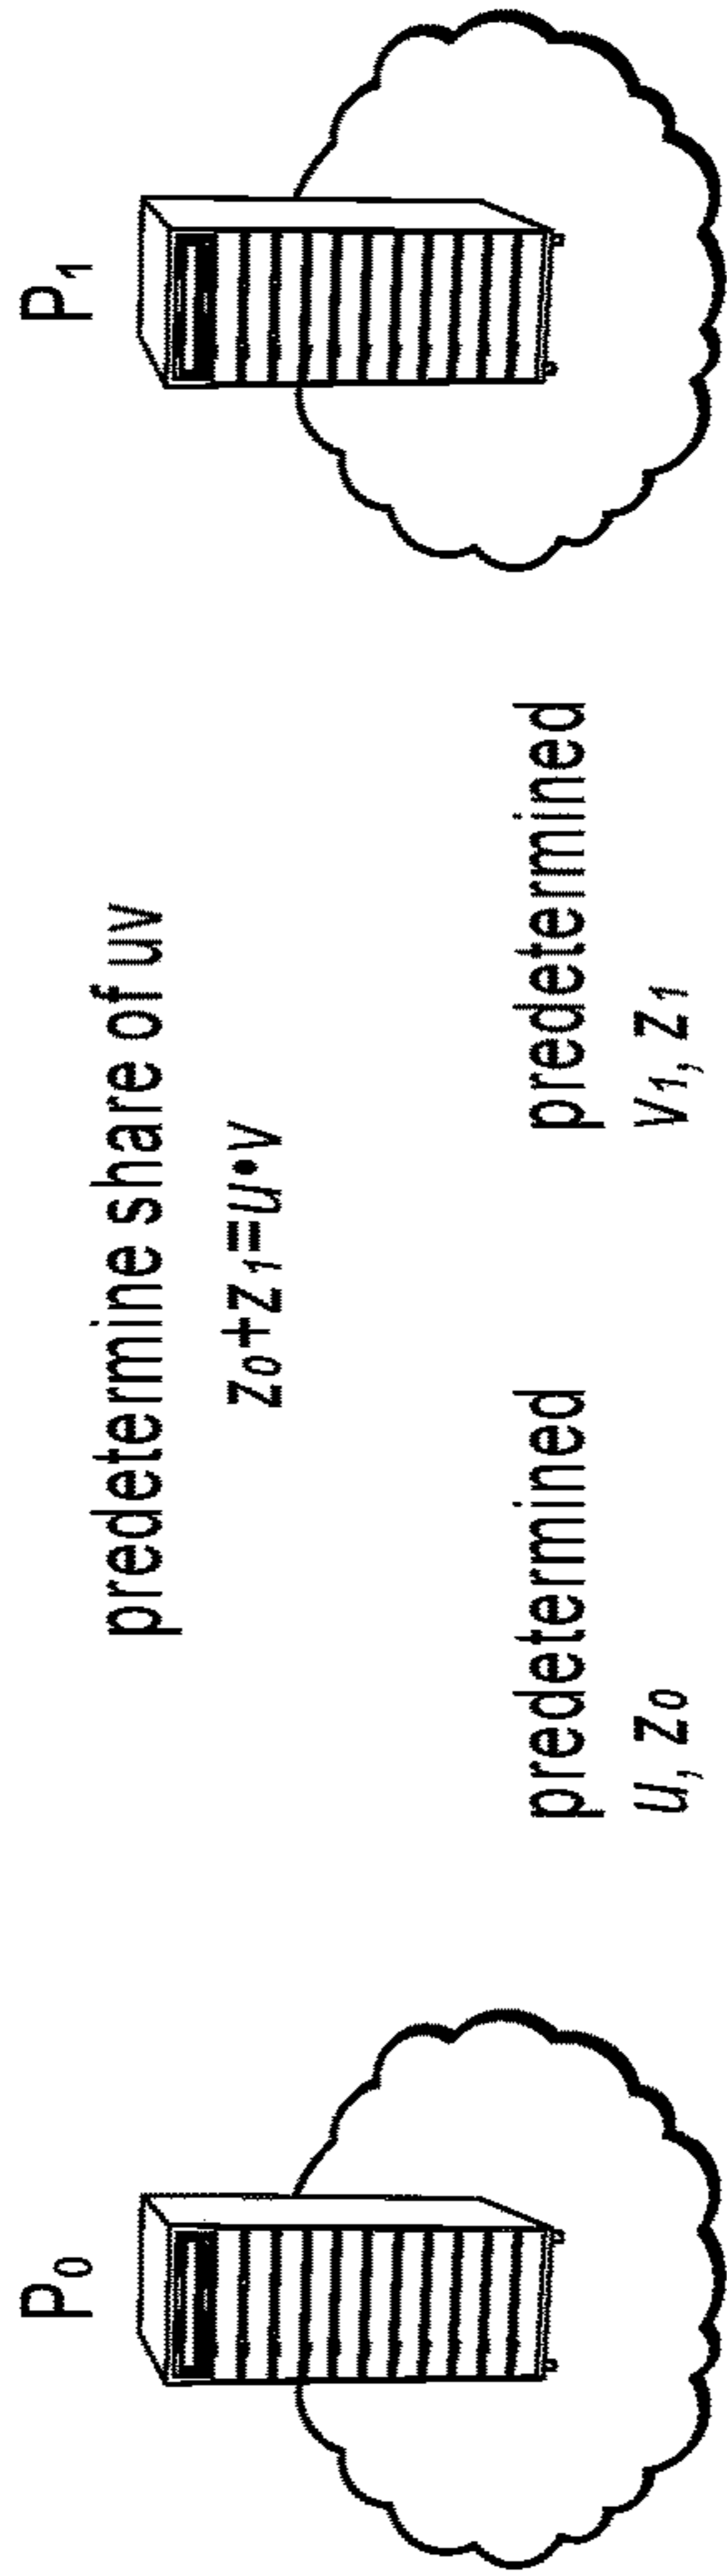 P₀
P₁
predetermine share of uv
z₀+z₁=u•v
predetermined
u, z₀
predetermined
v₁, z₁